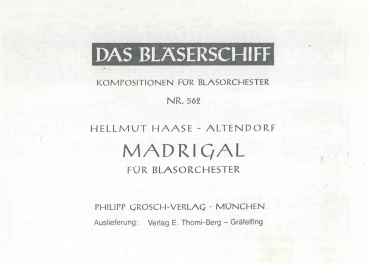 DAS BLÄSERSCHIFF
KOMPOSITIONEN FÜR BLASORCHESTER
NR. 562
HELLMUT HAASE - ALTENDORF
MADRIGAL
FÜR BLASORCHESTER
PHILIPP GROSCH-VERLAG · MÜNCHEN
Auslieferung: Verlag E. Thomi-Berg – Gräfelfing